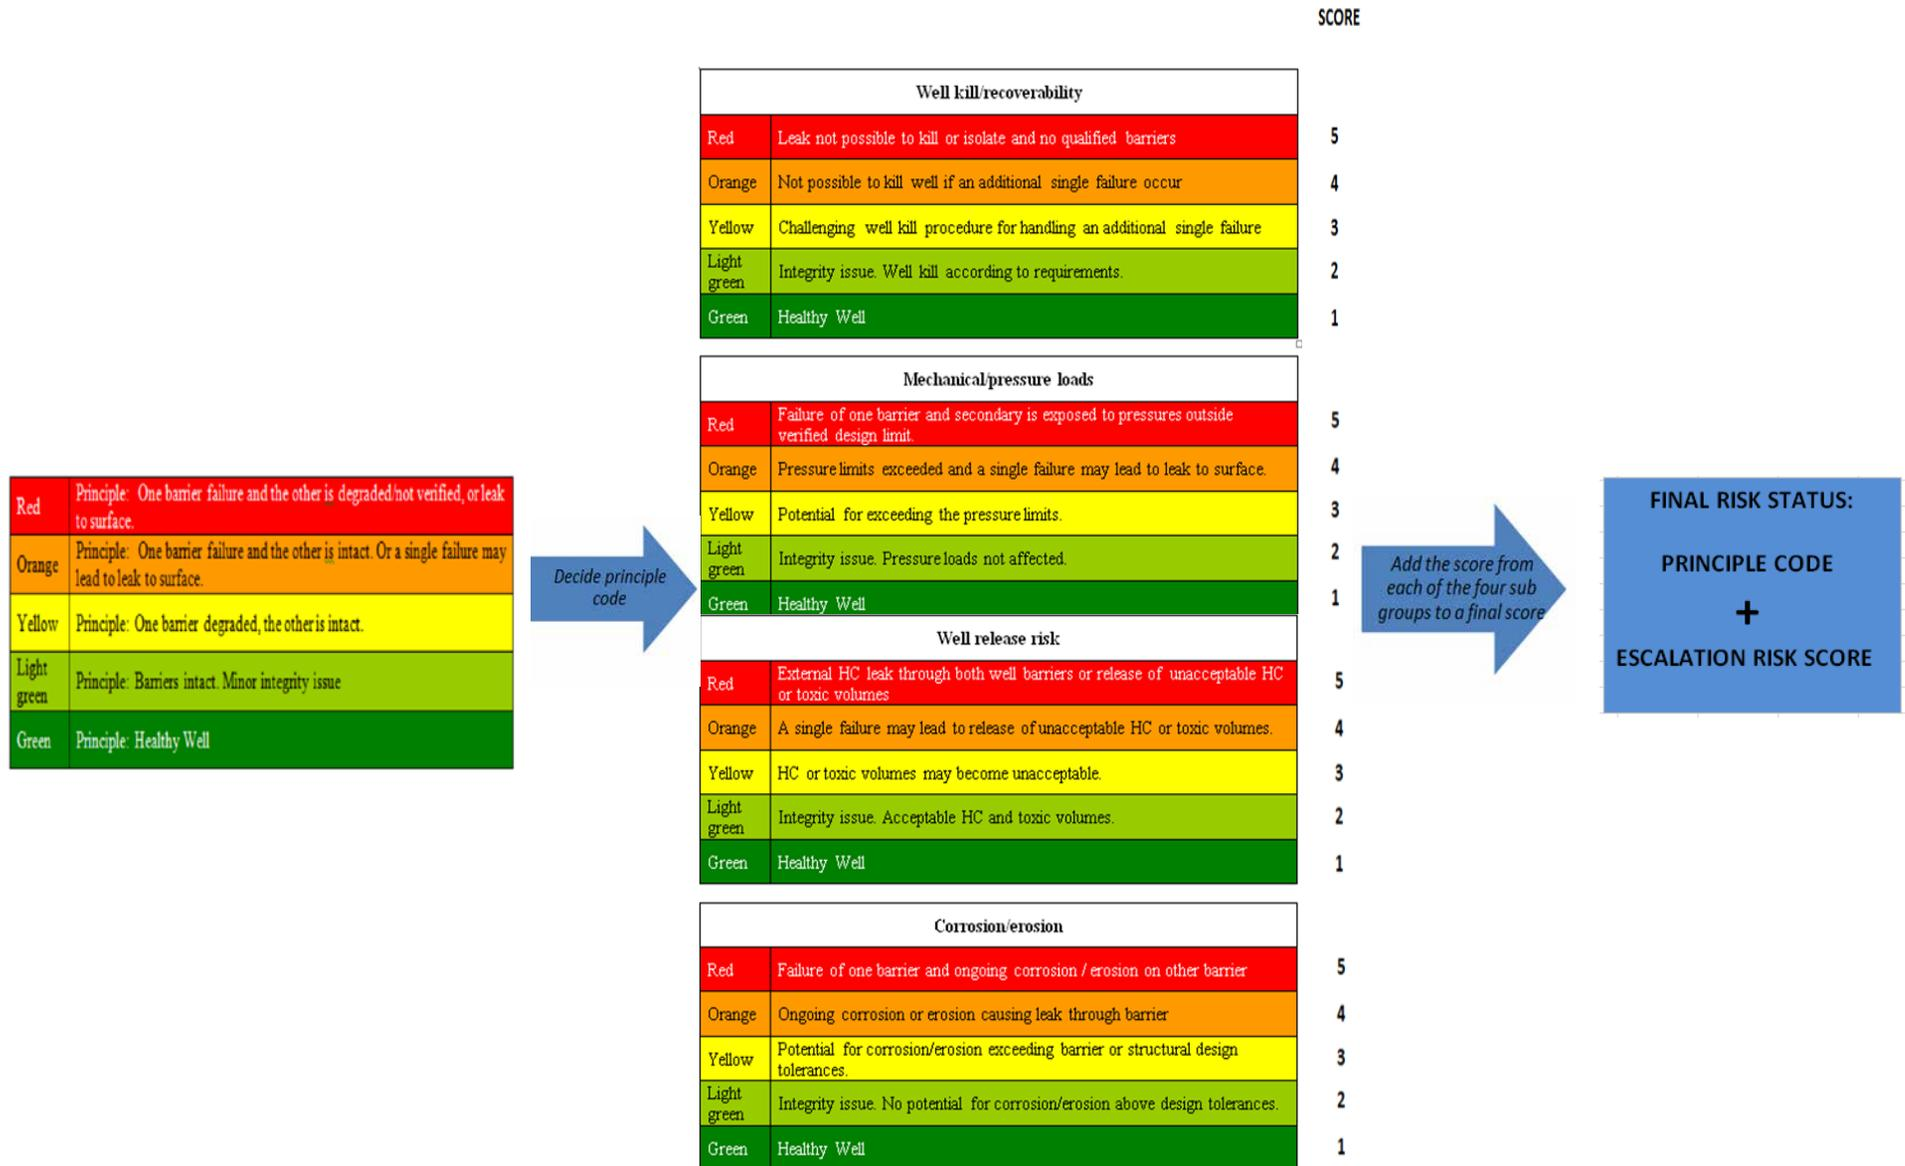 SCORE
Well kill/recoverability
Red Leak not possible to kill or isolate and no qualified barriers 5
Orange Not possible to kill well if an additional single failure occur 4
Yellow Challenging well kill procedure for handling an additional single failure 3
Light
green Integrity issue. Well kill according to requirements. 2
Green Healthy Well 1
Mechanical/pressure loads
Red Failure of one barrier and secondary is exposed to pressures outside
verified design limit. 5
Orange Pressure limits exceeded and a single failure may lead to leak to surface. 4
Yellow Potential for exceeding the pressure limits. 3
Light
green Integrity issue. Pressure loads not affected. 2
Green Healthy Well 1
Well release risk
Red External HC leak through both well barriers or release of unacceptable HC
or toxic volumes 5
Orange A single failure may lead to release of unacceptable HC or toxic volumes. 4
Yellow HC or toxic volumes may become unacceptable. 3
Light
green Integrity issue. Acceptable HC and toxic volumes. 2
Green Healthy Well 1
Corrosion/erosion
Red Failure of one barrier and ongoing corrosion / erosion on other barrier 5
Orange Ongoing corrosion or erosion causing leak through barrier 4
Yellow Potential for corrosion/erosion exceeding barrier or structural design
tolerances. 3
Light
green Integrity issue. No potential for corrosion/erosion above design tolerances. 2
Green Healthy Well 1
Red Principle: One barrier failure and the other is degraded/not verified, or leak
to surface.
Orange Principle: One barrier failure and the other is intact. Or a single failure may
lead to leak to surface.
Yellow Principle: One barrier degraded, the other is intact.
Light
green Principle: Barriers intact. Minor integrity issue
Green Principle: Healthy Well
Decide principle
code
Add the score from
each of the four sub
groups to a final score
FINAL RISK STATUS:
PRINCIPLE CODE
+
ESCALATION RISK SCORE